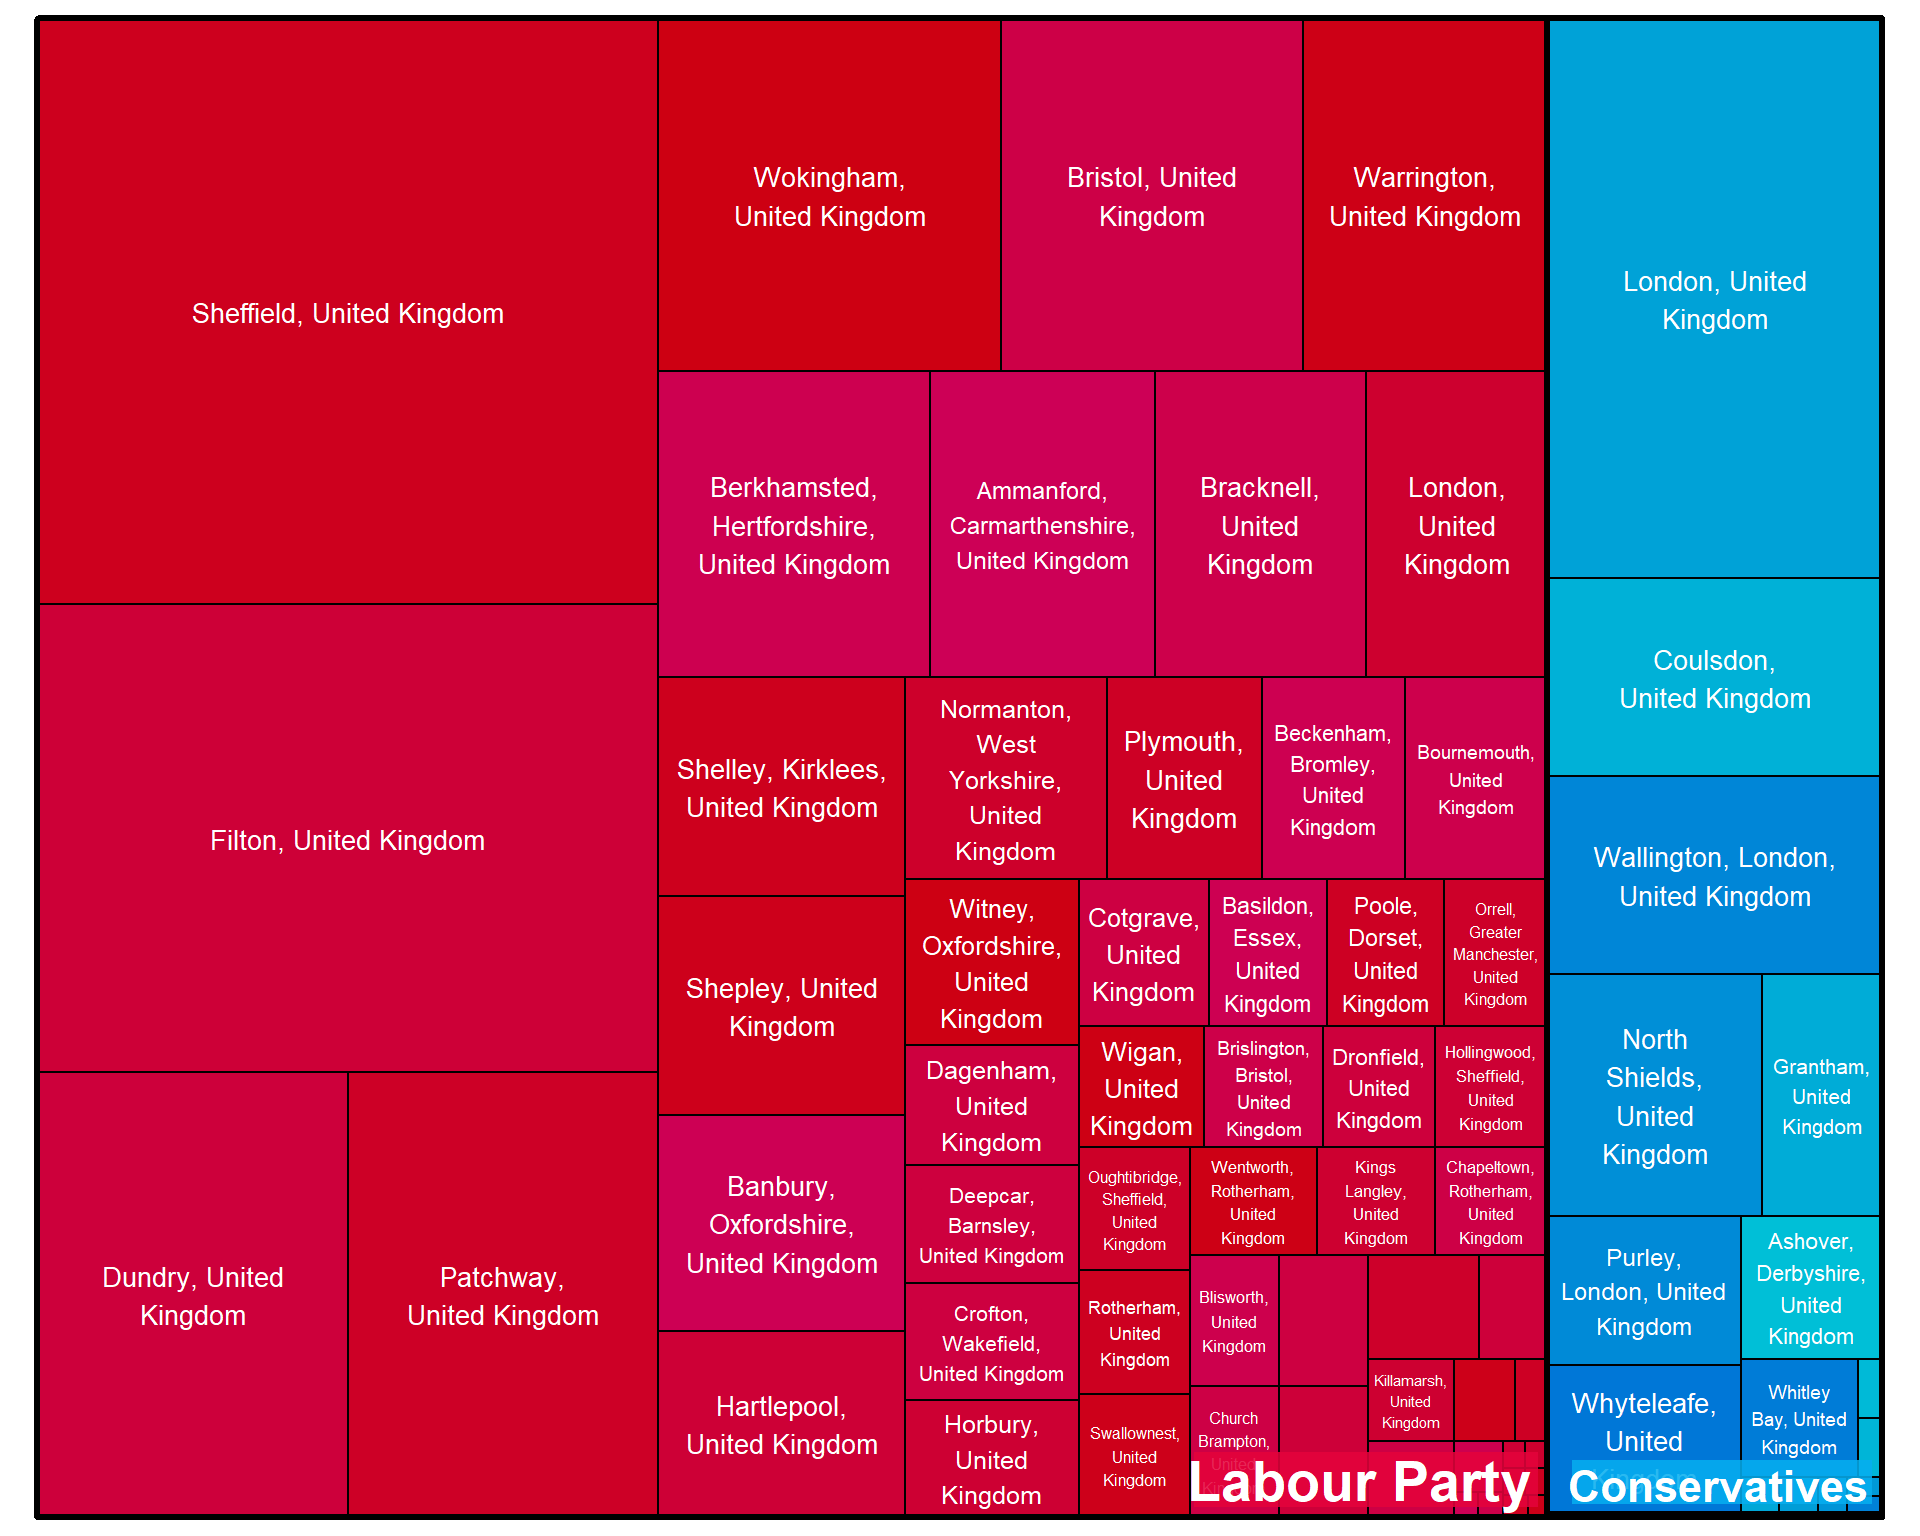 Sheffield, United Kingdom
Filton, United Kingdom
Dundry, United
Kingdom
Patchway,
United Kingdom
Wokingham,
United Kingdom
Bristol, United
Kingdom
Warrington,
United Kingdom
Berkhamsted,
Hertfordshire,
United Kingdom
Ammanford,
Carmarthenshire,
United Kingdom
Bracknell,
United
Kingdom
London,
United
Kingdom
Shelley, Kirklees,
United Kingdom
Shepley, United
Kingdom
Banbury,
Oxfordshire,
United Kingdom
Hartlepool,
United Kingdom
Normanton,
West
Yorkshire,
United
Kingdom
Plymouth,
United
Kingdom
Beckenham,
Bromley,
United
Kingdom
Bournemouth,
United
Kingdom
Witney,
Oxfordshire,
United
Kingdom
Dagenham,
United
Kingdom
Deepcar,
Barnsley,
United Kingdom
Crofton,
Wakefield,
United Kingdom
Horbury,
United
Kingdom
Cotgrave,
United
Kingdom
Basildon,
Essex,
United
Kingdom
Poole,
Dorset,
United
Kingdom
Orrell,
Greater
Manchester,
United
Kingdom
Wigan,
United
Kingdom
Brislington,
Bristol,
United
Kingdom
Dronfield,
United
Kingdom
Hollingwood,
Sheffield,
United
Kingdom
Oughtibridge,
Sheffield,
United
Kingdom
Rotherham,
United
Kingdom
Swallownest,
United
Kingdom
Wentworth,
Rotherham,
United
Kingdom
Kings
Langley,
United
Kingdom
Chapeltown,
Rotherham,
United
Kingdom
Blisworth,
United
Kingdom
Church
Brampton,
United
Killamarsh,
United
Kingdom
Labour Party
London, United
Kingdom
Coulsdon,
United Kingdom
Wallington, London,
United Kingdom
North
Shields,
United
Kingdom
Grantham,
United
Kingdom
Purley,
London, United
Kingdom
Ashover,
Derbyshire,
United
Kingdom
Whyteleafe,
United
Kingdom
Whitley
Bay, United
Kingdom
Conservatives